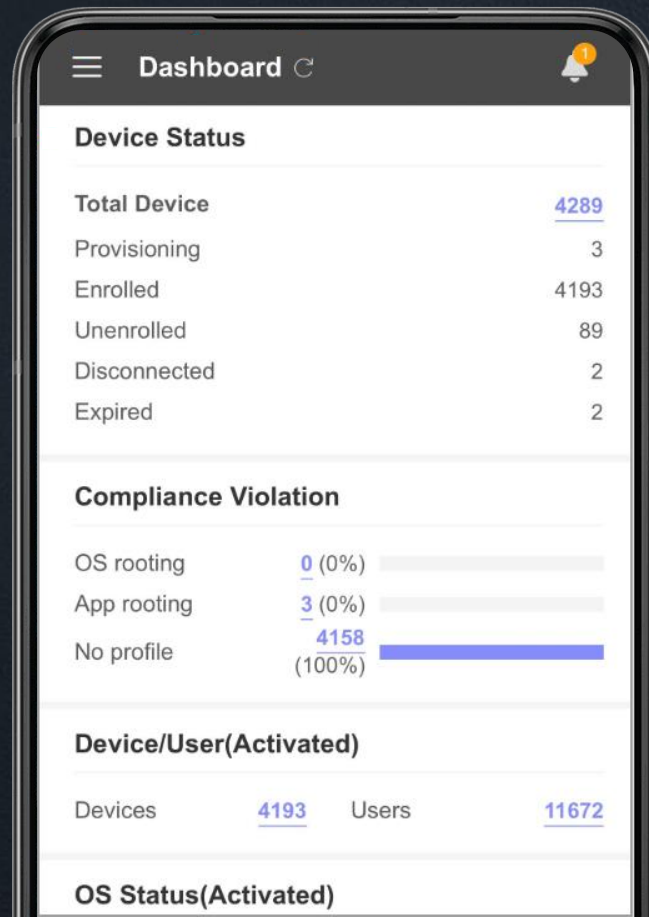 Dashboard 1
Device Status
Total Device 4289
Provisioning 3
Enrolled 4193
Unenrolled 89
Disconnected 2
Expired 2
Compliance Violation
OS rooting 0 (0%)
App rooting 3 (0%)
No profile 4158 (100%)
Device/User(Activated)
Devices 4193 Users 11672
OS Status(Activated)